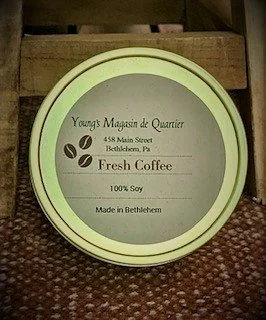 Young's Magasin de Quartier
458 Main Street
Bethlehem, Pa
Fresh Coffee
100% Soy
Made in Bethlehem